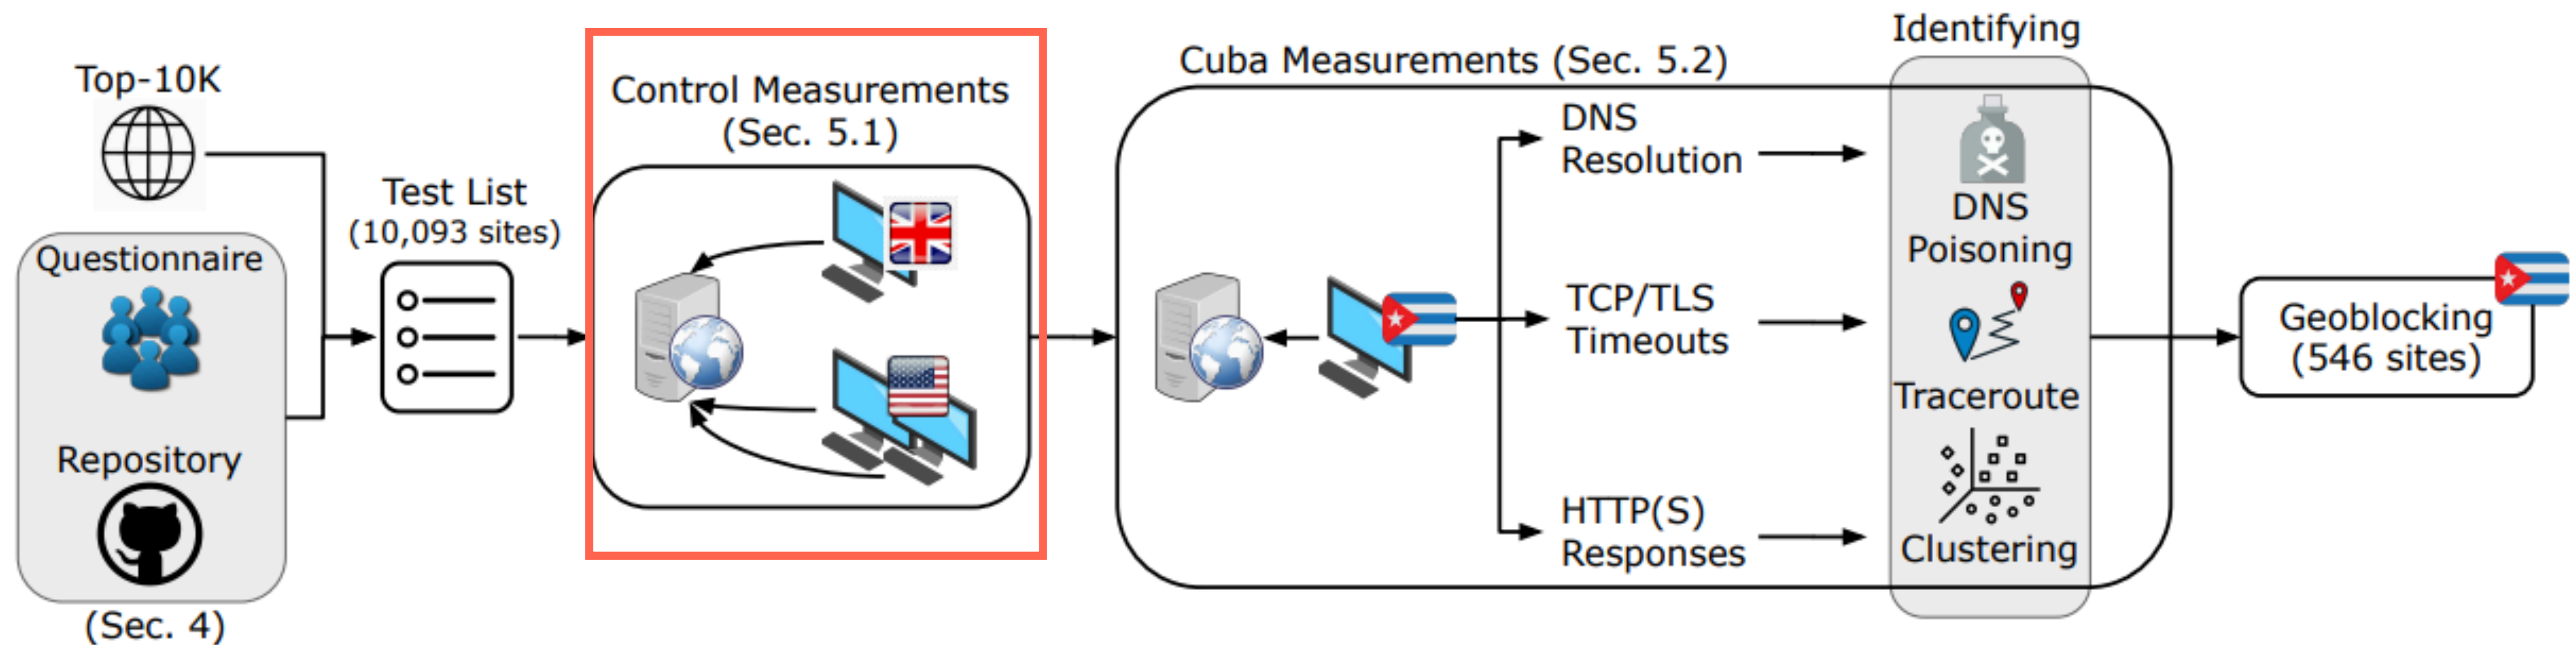 Top-10K
Questionnaire
Repository
(Sec. 4)
Test List
(10,093 sites)
Control Measurements
(Sec. 5.1)
Cuba Measurements (Sec. 5.2)
DNS
Resolution
TCP/TLS
Timeouts
HTTP(S)
Responses
Identifying
DNS
Poisoning
Traceroute
Clustering
Geoblocking
(546 sites)